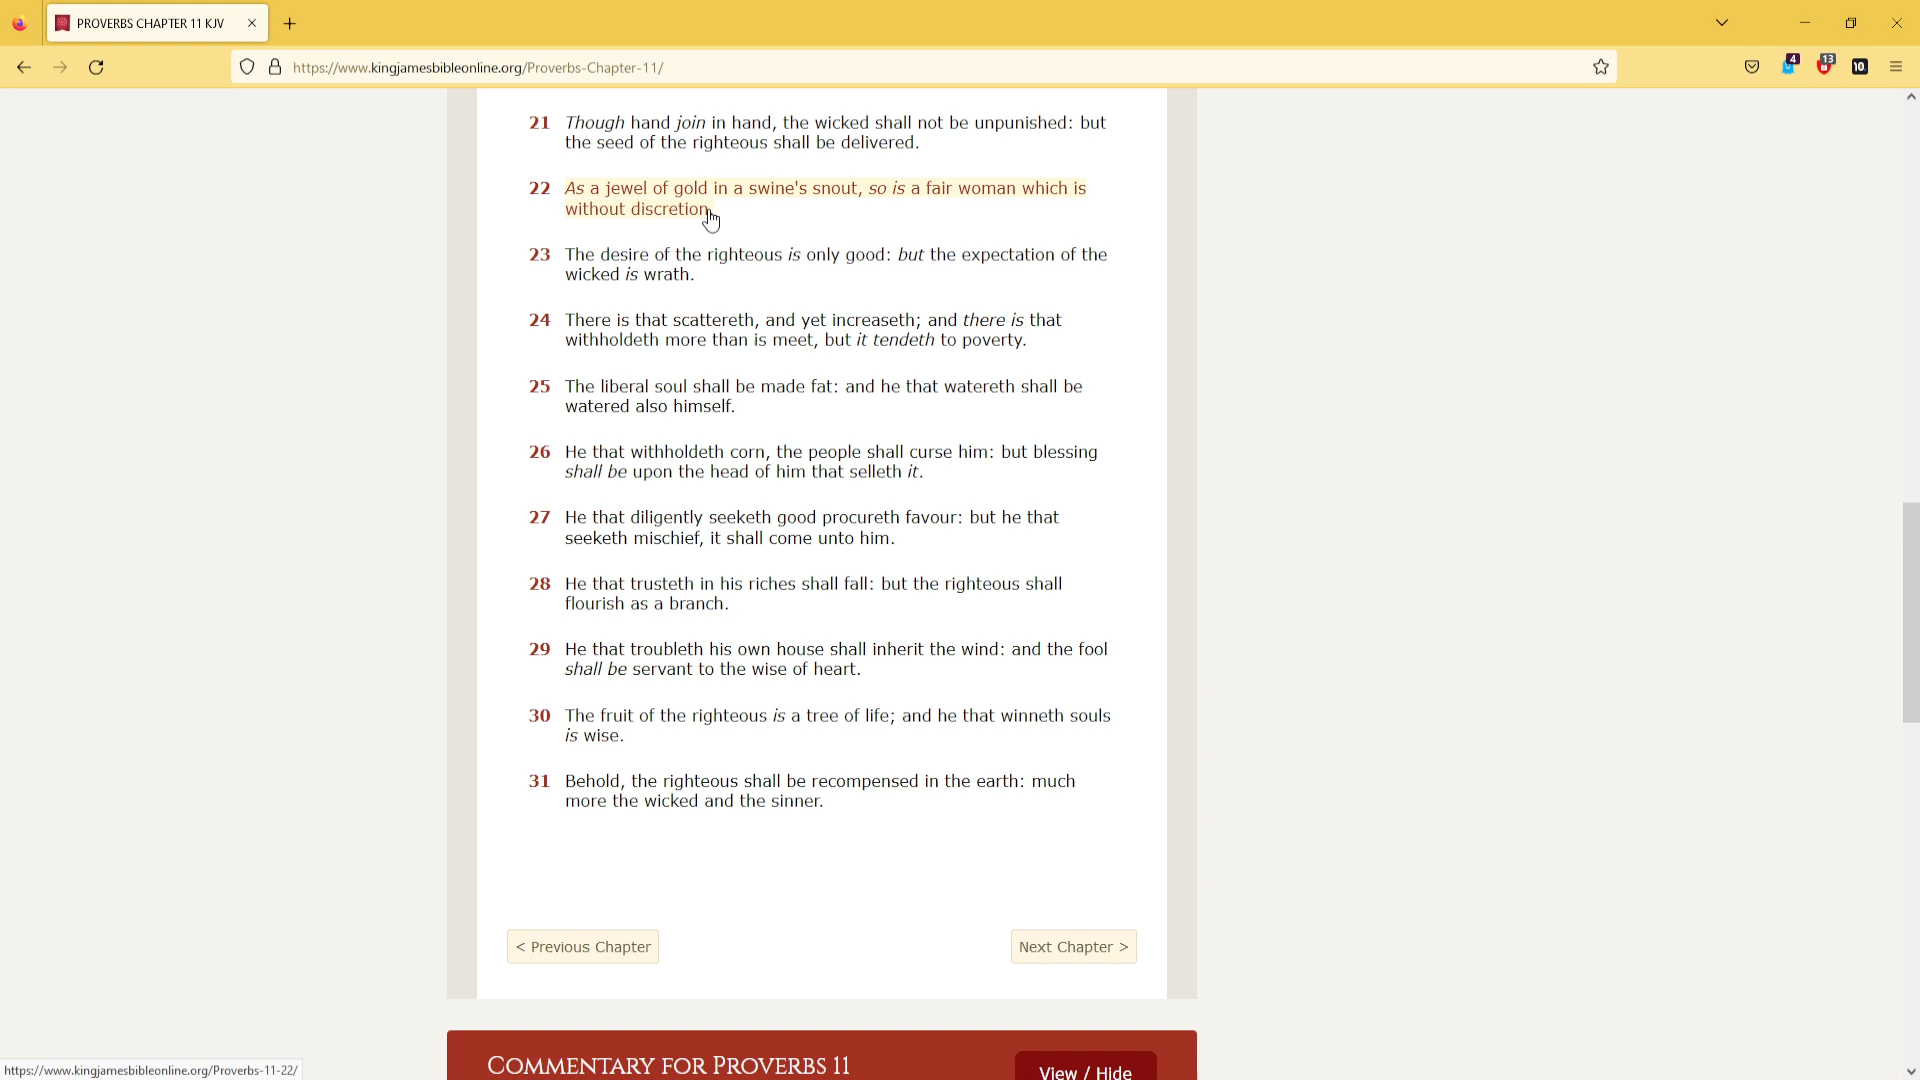 PROVERBS CHAPTER 11 KJV
https://www.kingjamesbibleonline.org/Proverbs-Chapter-11/
4
13
10.
21 Though hand join in hand, the wicked shall not be unpunished: but
the seed of the righteous shall be delivered.
22 As a jewel of gold in a swine's snout, so is a fair woman which is
without discretion.
23 The desire of the righteous is only good: but the expectation of the
wicked is wrath.
24 There is that scattereth, and yet increaseth; and there is that
withholdeth more than is meet, but it tendeth to poverty.
25 The liberal soul shall be made fat: and he that watereth shall be
watered also himself.
26 He that withholdeth corn, the people shall curse him: but blessing
shall be upon the head of him that selleth it.
27 He that diligently seeketh good procureth favour: but he that
seeketh mischief, it shall come unto him.
28 He that trusteth in his riches shall fall: but the righteous shall
flourish as a branch.
29 He that troubleth his own house shall inherit the wind: and the fool
shall be servant to the wise of heart.
30 The fruit of the righteous is a tree of life; and he that winneth souls
is wise.
31 Behold, the righteous shall be recompensed in the earth: much
more the wicked and the sinner.
< Previous Chapter
Next Chapter >
COMMENTARY FOR PROVERBS 11
View / Hide
https://www.kingjamesbibleonline.org/Proverbs-11-22/